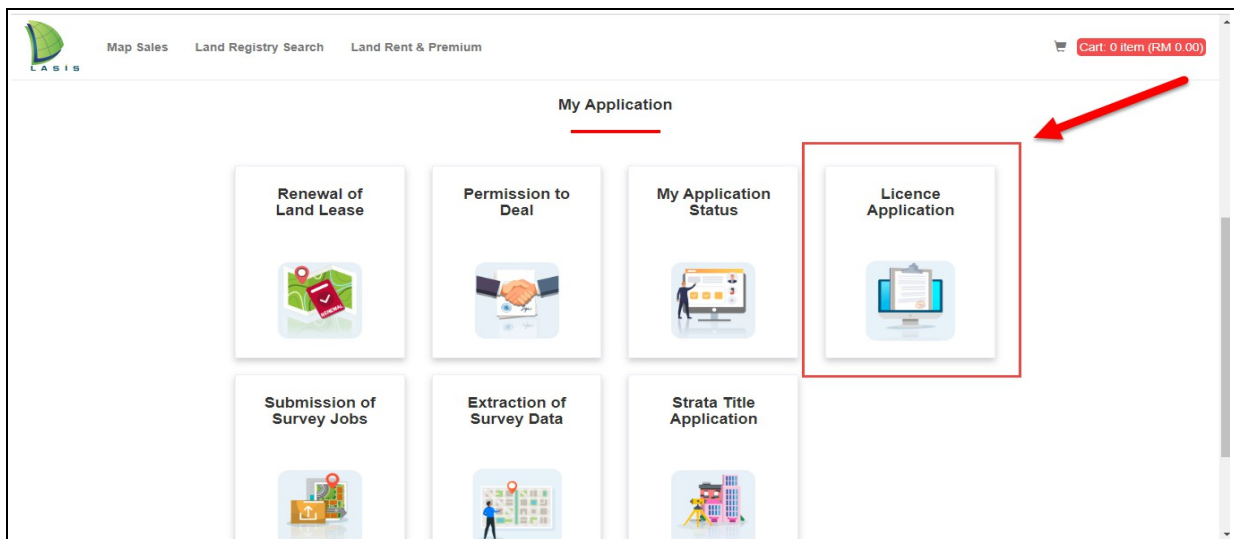 Map Sales Land Registry Search Land Rent & Premium Cart: 0 item (RM 0.00)
LASIS
My Application
Renewal of
Land Lease
Permission to
Deal
My Application
Status
Licence
Application
RENEWAL
Submission of
Survey Jobs
Extraction of
Survey Data
Strata Title
Application